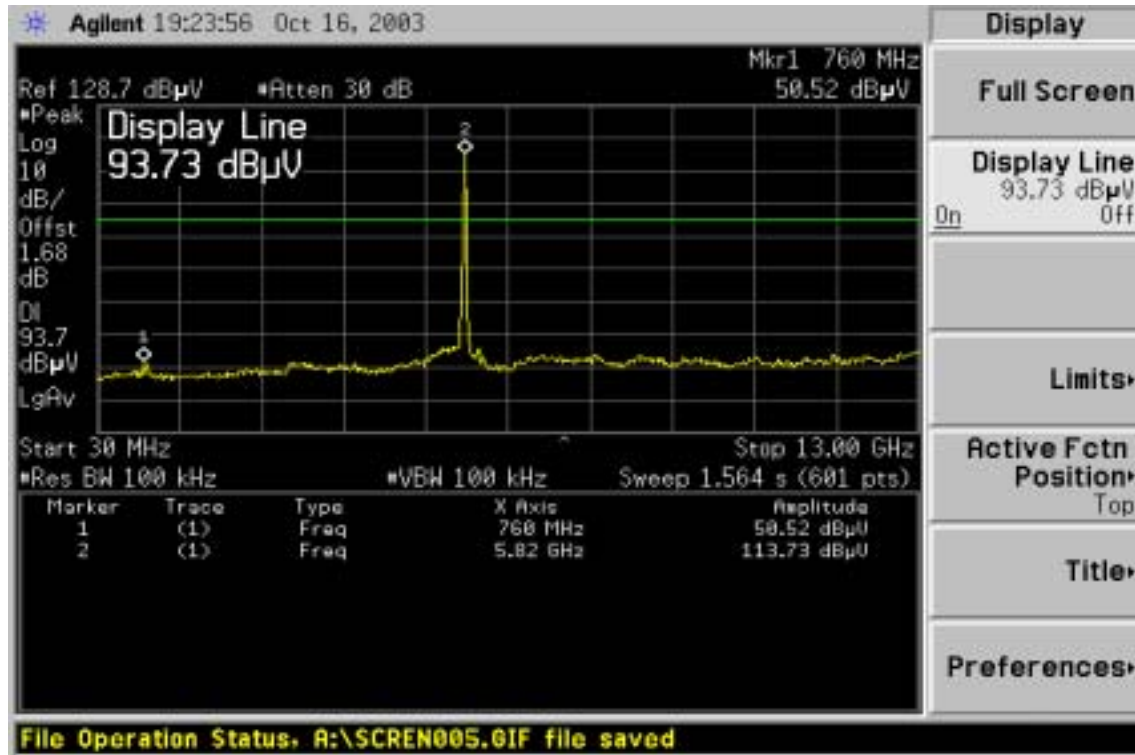 Agilent 19:23:56 Oct 16, 2003
Display
Mkr1 760 MHz
Ref 128.7 dBµV #Atten 30 dB 50.52 dBµV
#Peak
Log
10
dB/
Offst
1.68
dB
DI
93.7
dBµV
LgAv
Display Line
93.73 dBµV
2
1
Start 30 MHz Stop 13.00 GHz
#Res BW 100 kHz #VBW 100 kHz Sweep 1.564 s (601 pts)
Marker Trace Type X Axis Amplitude
1 (1) Freq 760 MHz 50.52 dBµV
2 (1) Freq 5.82 GHz 113.73 dBµV
Full Screen
Display Line
93.73 dBµV
On Off
Limits
Active Fctn
Position
Top
Title
Preferences
File Operation Status, A:\SCREN005.GIF file saved